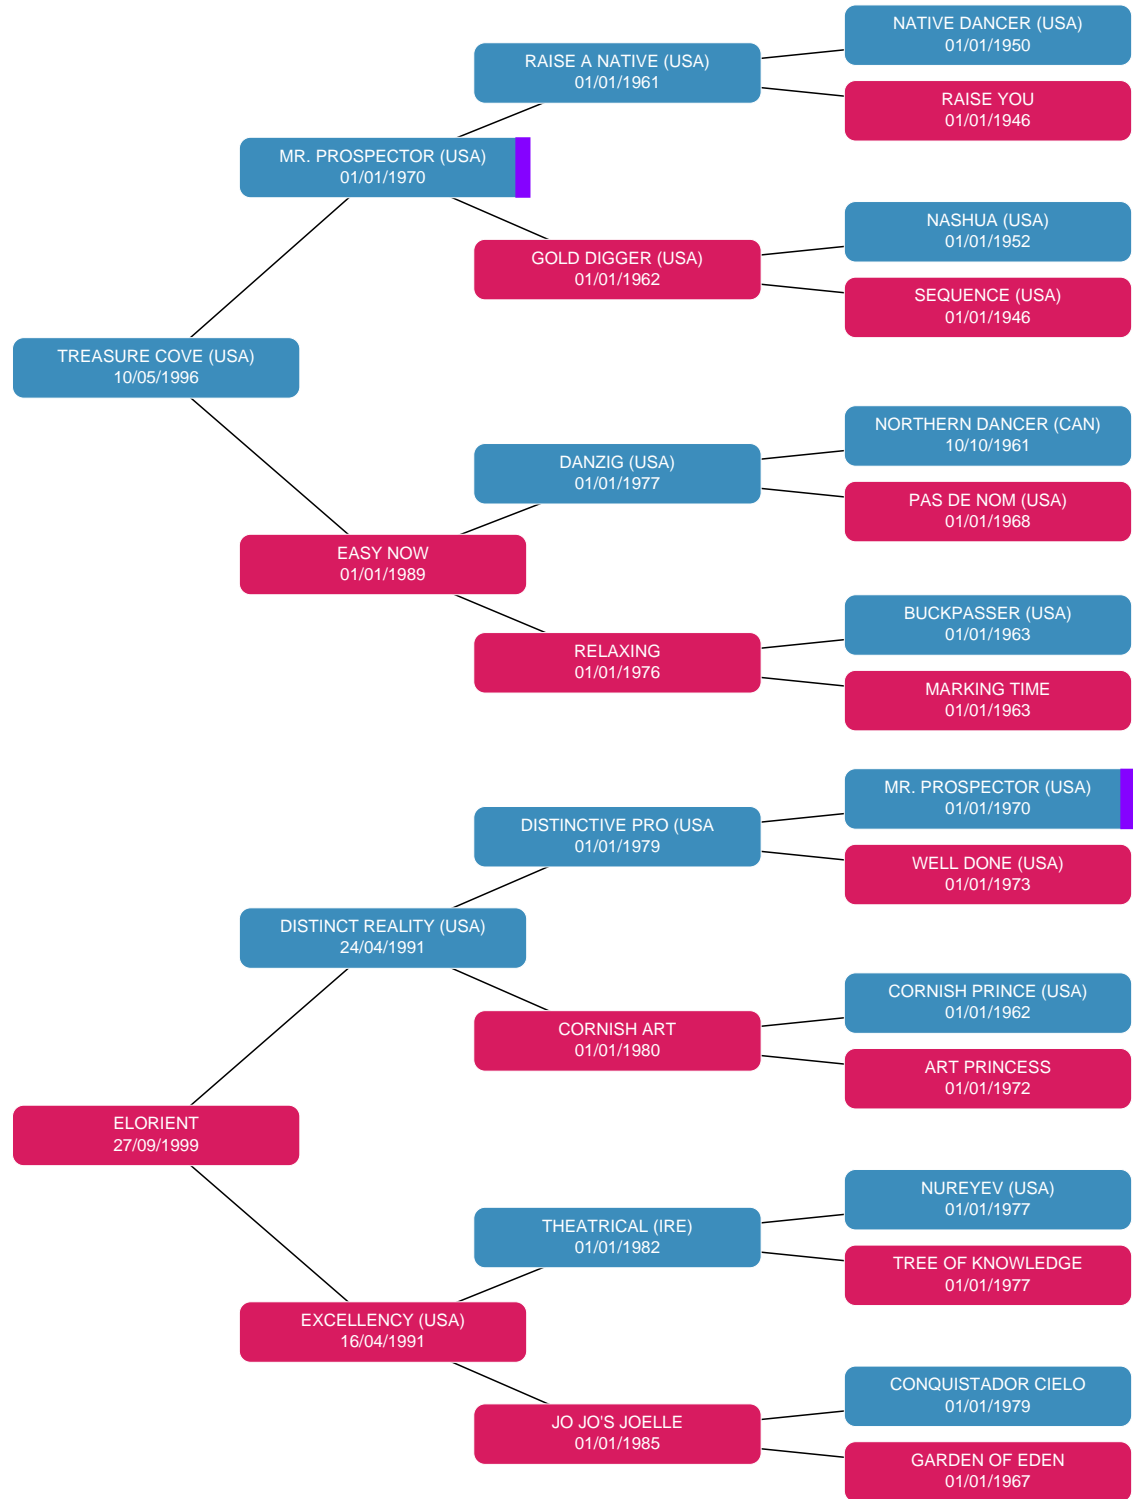 NATIVE DANCER (USA)
01/01/1950
RAISE A NATIVE (USA)
01/01/1961
RAISE YOU
01/01/1946
MR. PROSPECTOR (USA)
01/01/1970
NASHUA (USA)
01/01/1952
GOLD DIGGER (USA)
01/01/1962
SEQUENCE (USA)
01/01/1946
TREASURE COVE (USA)
10/05/1996
NORTHERN DANCER (CAN)
10/10/1961
DANZIG (USA)
01/01/1977
PAS DE NOM (USA)
01/01/1968
EASY NOW
01/01/1989
BUCKPASSER (USA)
01/01/1963
RELAXING
01/01/1976
MARKING TIME
01/01/1963
MR. PROSPECTOR (USA)
01/01/1970
DISTINCTIVE PRO (USA
01/01/1979
WELL DONE (USA)
01/01/1973
DISTINCT REALITY (USA)
24/04/1991
CORNISH PRINCE (USA)
01/01/1962
CORNISH ART
01/01/1980
ART PRINCESS
01/01/1972
ELORIENT
27/09/1999
NUREYEV (USA)
01/01/1977
THEATRICAL (IRE)
01/01/1982
TREE OF KNOWLEDGE
01/01/1977
EXCELLENCY (USA)
16/04/1991
CONQUISTADOR CIELO
01/01/1979
JO JO'S JOELLE
01/01/1985
GARDEN OF EDEN
01/01/1967